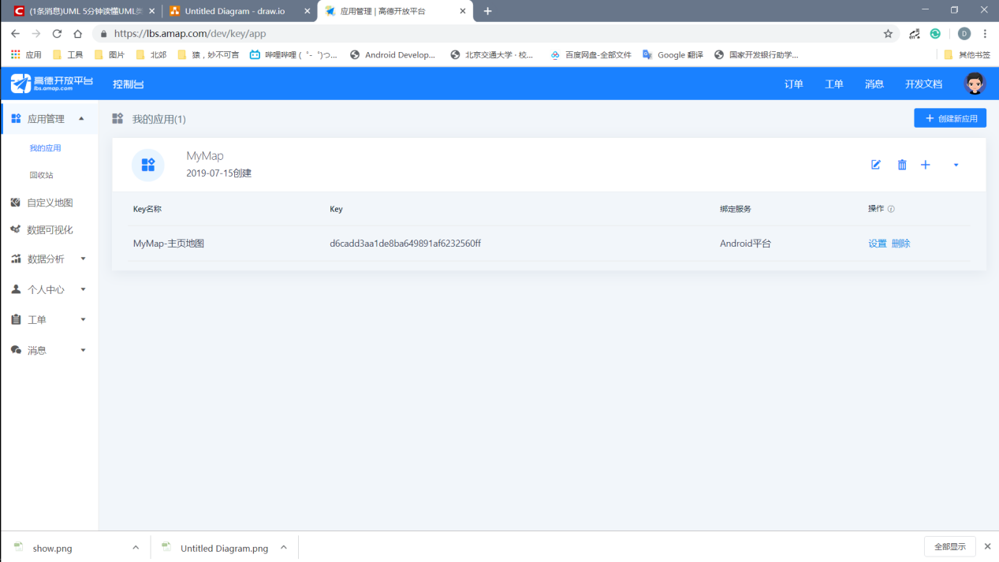 (1条消息)UML 5分钟读懂UML类
Untitled Diagram - draw.io
应用管理 | 高德开放平台
https://lbs.amap.com/dev/key/app
应用
工具
图片
北郊
猿，妙不可言
哔哩哔哩 (゜-゜)つ...
Android Develop...
北京交通大学 · 校...
百度网盘-全部文件
Google 翻译
国家开发银行助学...
其他书签
高德开放平台
lbs.amap.com
控制台
订单
工单
消息
开发文档
应用管理
我的应用
回收站
自定义地图
数据可视化
数据分析
个人中心
工单
消息
我的应用(1)
创建新应用
MyMap
2019-07-15创建
Key名称 Key 绑定服务 操作
MyMap-主页地图 d6cadd3aa1de8ba649891af6232560ff Android平台 设置 删除
show.png
Untitled Diagram.png
全部显示